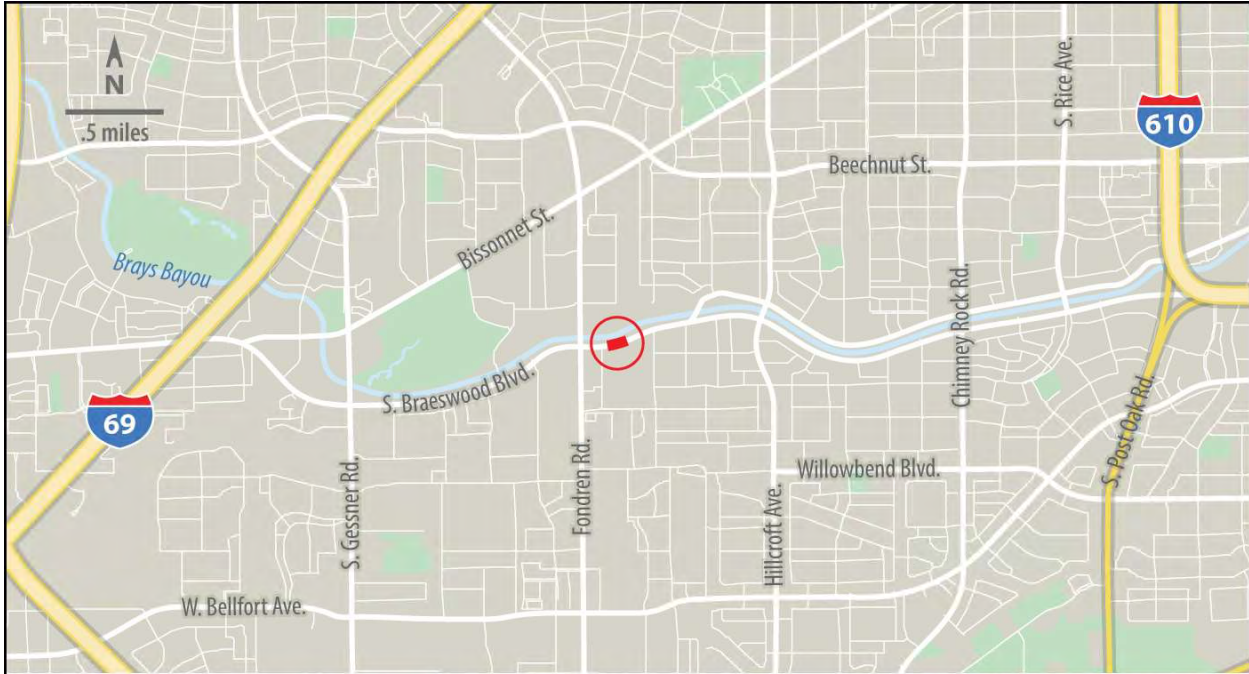 N
.5 miles
S. Rice Ave.
610
Beechnut St.
Bissonnet St.
Brays Bayou
Chimney Rock Rd.
S. Braeswood Blvd.
69
S. Post Oak Rd.
Fondren Rd.
Willowbend Blvd.
S. Gessner Rd.
Hillcroft Ave.
W. Bellfort Ave.